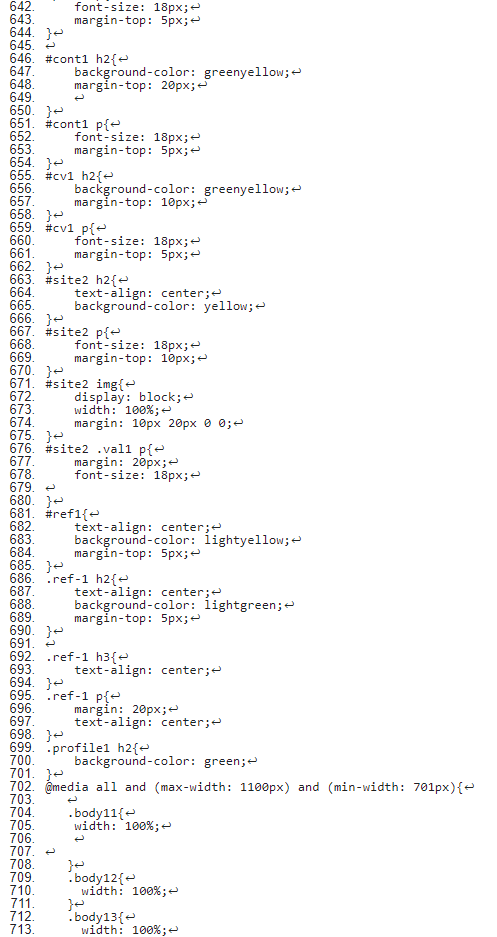 642.         font-size: 18px;↩
643.         margin-top: 5px;↩
644.     }↩
645.     ↩
646.     #cont1 h2{↩
647.         background-color: greenyellow;↩
648.         margin-top: 20px;↩
649.         ↩
650.     }↩
651.     #cont1 p{↩
652.         font-size: 18px;↩
653.         margin-top: 5px;↩
654.     }↩
655.     #cv1 h2{↩
656.         background-color: greenyellow;↩
657.         margin-top: 10px;↩
658.     }↩
659.     #cv1 p{↩
660.         font-size: 18px;↩
661.         margin-top: 5px;↩
662.     }↩
663.     #site2 h2{↩
664.         text-align: center;↩
665.         background-color: yellow;↩
666.     }↩
667.     #site2 p{↩
668.         font-size: 18px;↩
669.         margin-top: 10px;↩
670.     }↩
671.     #site2 img{↩
672.         display: block;↩
673.         width: 100%;↩
674.         margin: 10px 20px 0 0;↩
675.     }↩
676.     #site2 .val1 p{↩
677.         margin: 20px;↩
678.         font-size: 18px;↩
679.     ↩
680.     }↩
681.     #ref1{↩
682.         text-align: center;↩
683.         background-color: lightyellow;↩
684.         margin-top: 5px;↩
685.     }↩
686.     .ref-1 h2{↩
687.         text-align: center;↩
688.         background-color: lightgreen;↩
689.         margin-top: 5px;↩
690.     }↩
691.     ↩
692.     .ref-1 h3{↩
693.         text-align: center;↩
694.     }↩
695.     .ref-1 p{↩
696.         margin: 20px;↩
697.         text-align: center;↩
698.     }↩
699.     .profile1 h2{↩
700.         background-color: green;↩
701.     }↩
702.     @media all and (max-width: 1100px) and (min-width: 701px){↩
703.        ↩
704.        .body11{↩
705.         width: 100%;↩
706.         ↩
707.     ↩
708.        }↩
709.        .body12{↩
710.          width: 100%;↩
711.        }↩
712.        .body13{↩
713.          width: 100%;↩